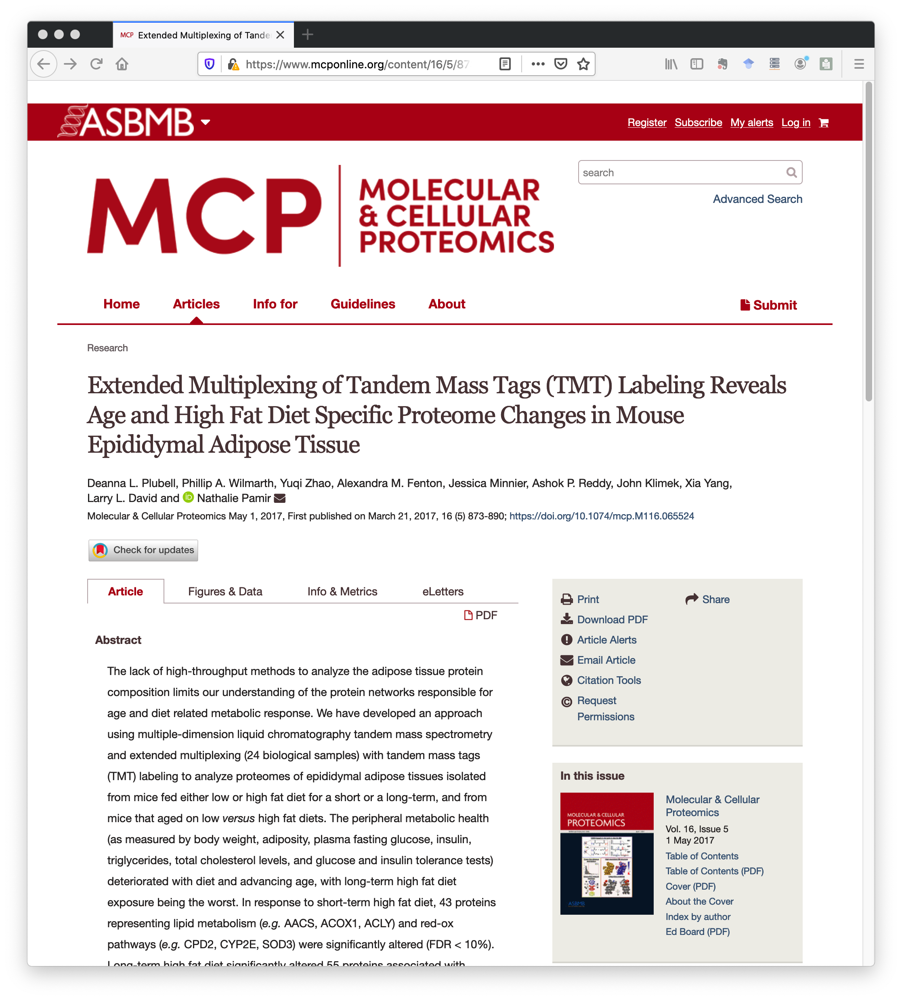 MCP Extended Multiplexing of Tande
https://www.mcponline.org/content/16/5/87
ASBMB
Register Subscribe My alerts Log in
MCP
MOLECULAR
& CELLULAR
PROTEOMICS
search
Advanced Search
Home Articles Info for Guidelines About Submit
Research
Extended Multiplexing of Tandem Mass Tags (TMT) Labeling Reveals
Age and High Fat Diet Specific Proteome Changes in Mouse
Epididymal Adipose Tissue
Deanna L. Plubell, Phillip A. Wilmarth, Yuqi Zhao, Alexandra M. Fenton, Jessica Minnier, Ashok P. Reddy, John Klimek, Xia Yang,
Larry L. David and iD Nathalie Pamir
Molecular & Cellular Proteomics May 1, 2017, First published on March 21, 2017, 16 (5) 873-890; https://doi.org/10.1074/mcp.M116.065524
Check for updates
Article Figures & Data Info & Metrics eLetters
PDF
Abstract
The lack of high-throughput methods to analyze the adipose tissue protein
composition limits our understanding of the protein networks responsible for
age and diet related metabolic response. We have developed an approach
using multiple-dimension liquid chromatography tandem mass spectrometry
and extended multiplexing (24 biological samples) with tandem mass tags
(TMT) labeling to analyze proteomes of epididymal adipose tissues isolated
from mice fed either low or high fat diet for a short or a long-term, and from
mice that aged on low versus high fat diets. The peripheral metabolic health
(as measured by body weight, adiposity, plasma fasting glucose, insulin,
triglycerides, total cholesterol levels, and glucose and insulin tolerance tests)
deteriorated with diet and advancing age, with long-term high fat diet
exposure being the worst. In response to short-term high fat diet, 43 proteins
representing lipid metabolism (e.g. AACS, ACOX1, ACLY) and red-ox
pathways (e.g. CPD2, CYP2E, SOD3) were significantly altered (FDR < 10%).
Long-term high fat diet significantly altered 55 proteins associated with
Print
Share
Download PDF
Article Alerts
Email Article
Citation Tools
Request
Permissions
In this issue
MOLECULAR & CELLULAR
PROTEOMICS
ASBMB
Molecular & Cellular
Proteomics
Vol. 16, Issue 5
1 May 2017
Table of Contents
Table of Contents (PDF)
Cover (PDF)
About the Cover
Index by author
Ed Board (PDF)